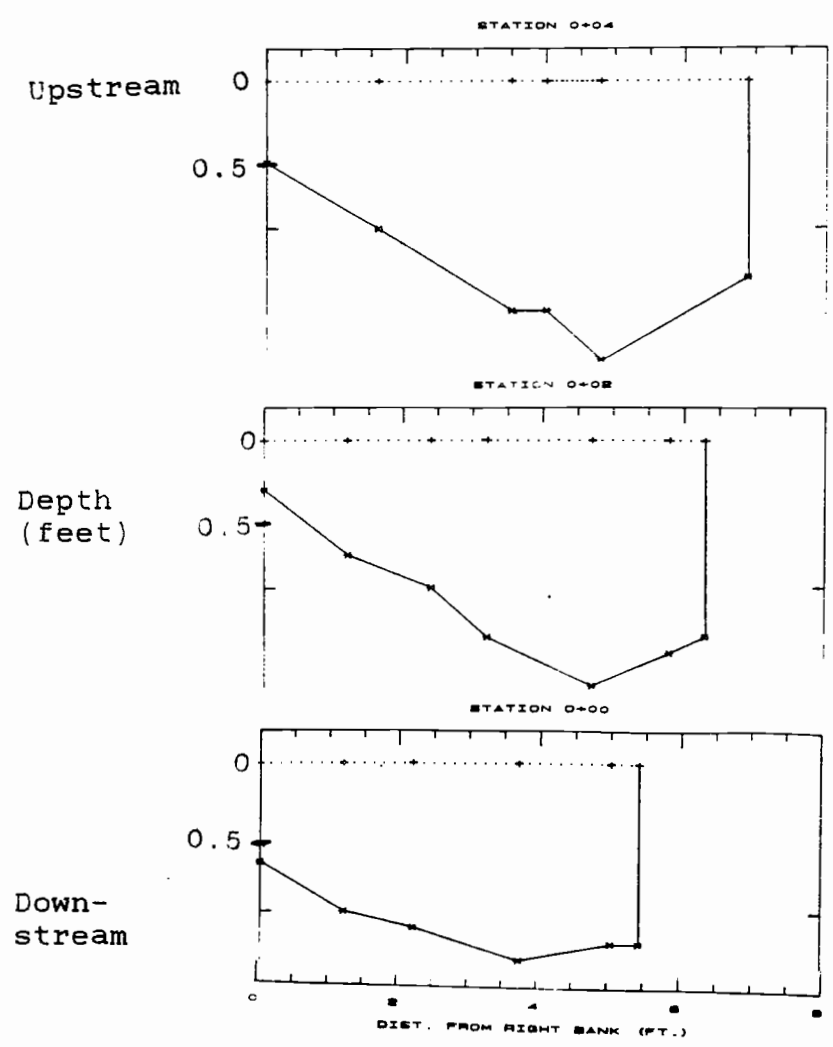 STATION 0+04
Upstream
0
0.5
STATION 0+02
0
Depth
(feet)
0.5
STATION 0+00
0
0.5
Down-
stream
0 2 4 6 8
DIST. FROM RIGHT BANK (FT.)